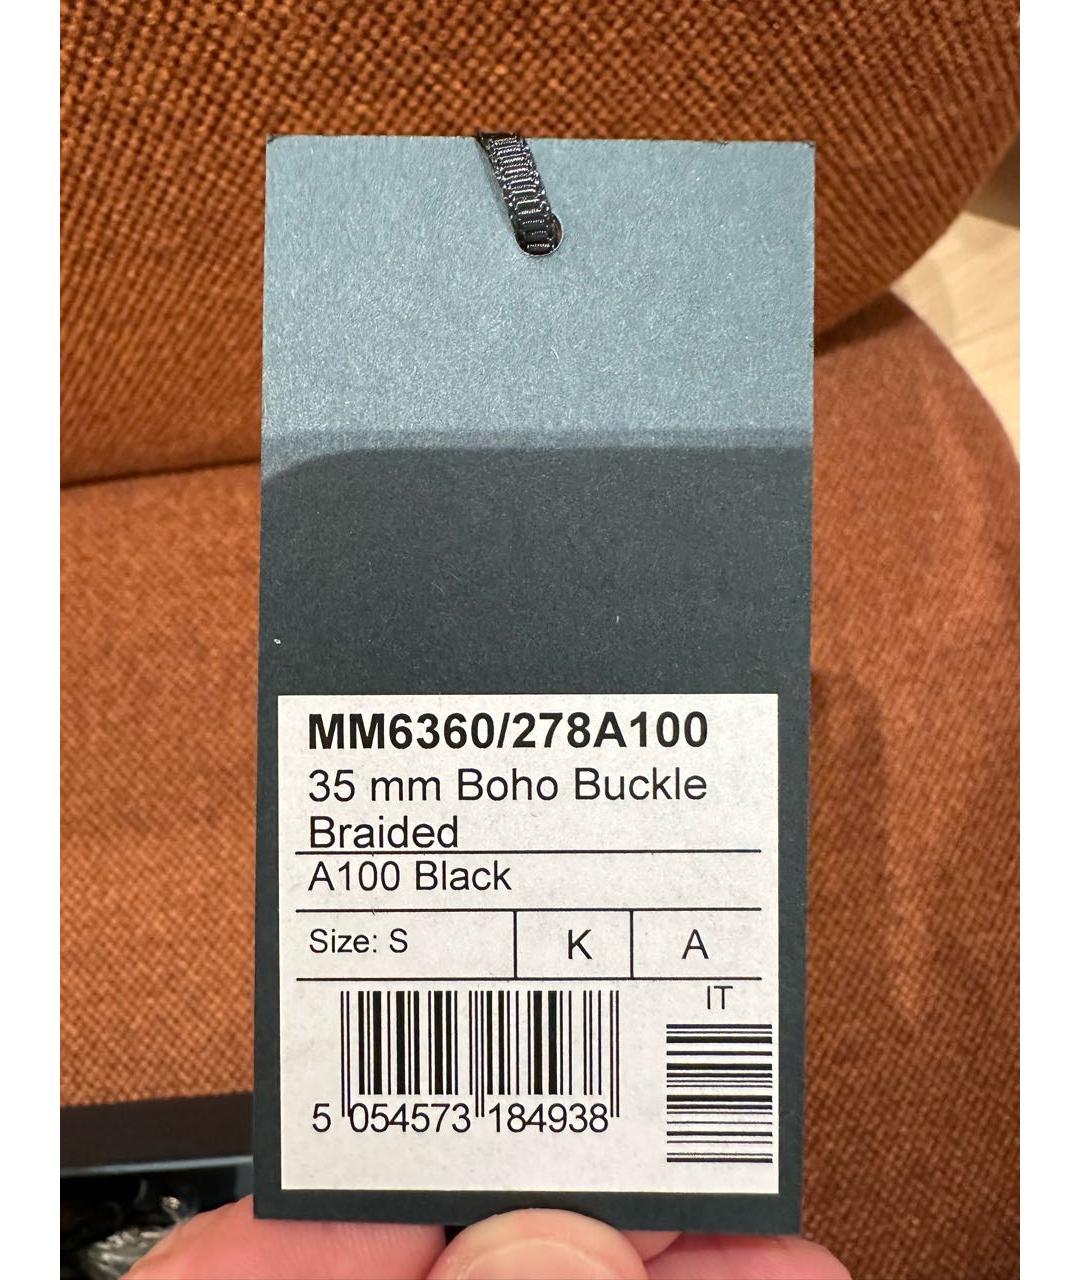 MM6360/278A100
35 mm Boho Buckle
Braided
A100 Black
Size: S K A
IT
5 054573 184938